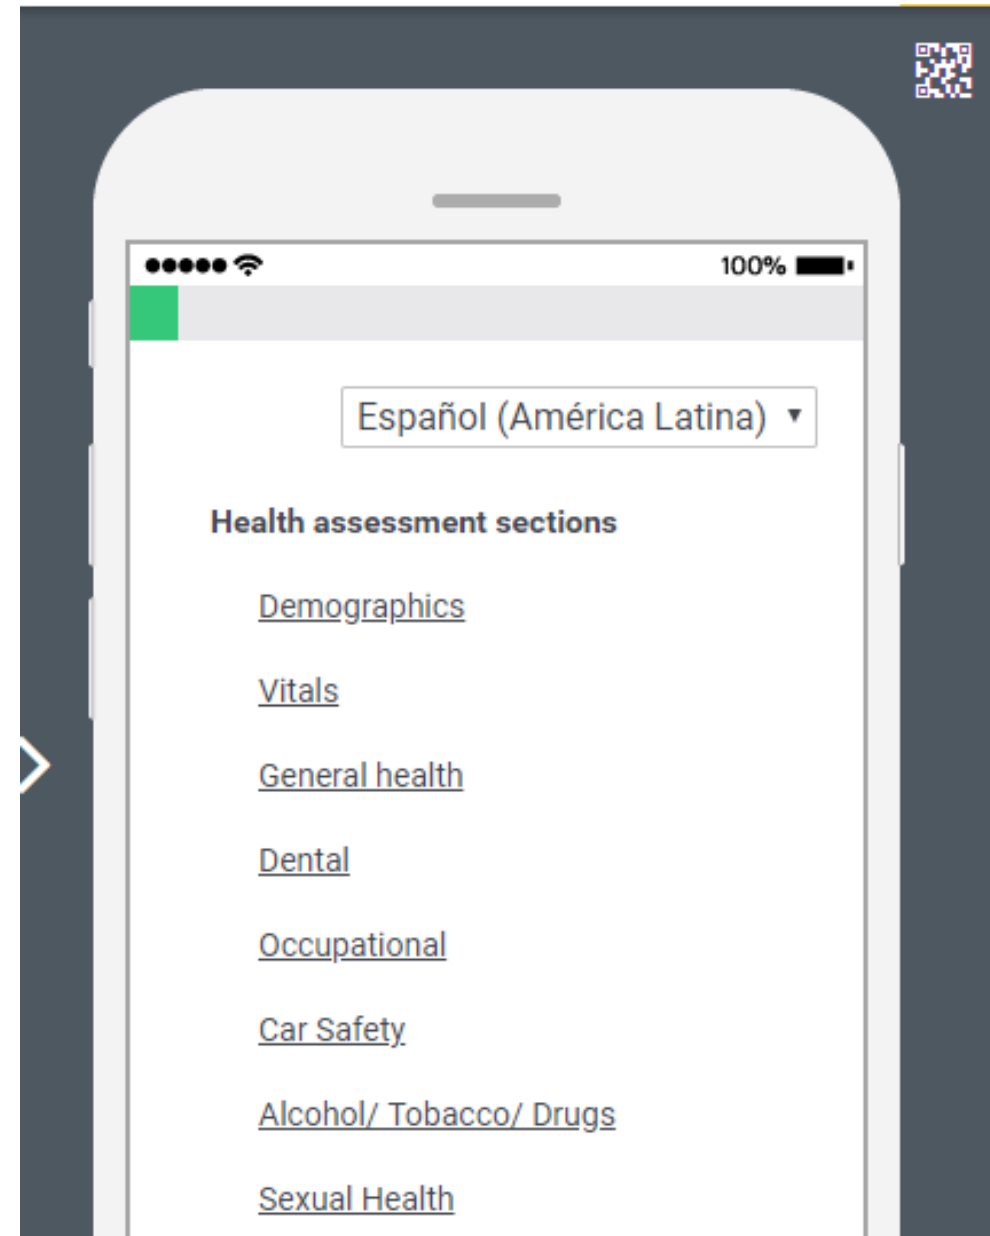 100%
Español (América Latina)
Health assessment sections
Demographics
Vitals
General health
Dental
Occupational
Car Safety
Alcohol/ Tobacco/ Drugs
Sexual Health